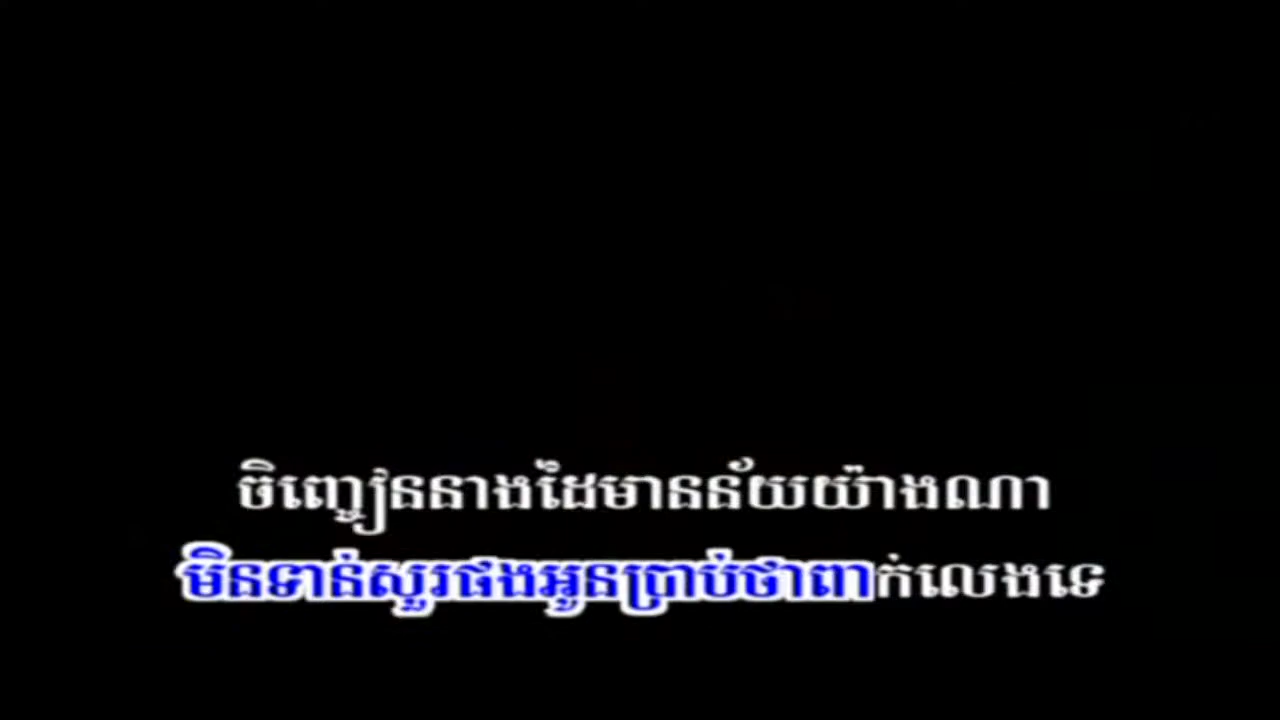 ចិញ្ចៀននាងដៃមានន័យយ៉ាងណា
មិនទាន់សួរផងអូនប្រាប់ថាពាក់លេងទេ